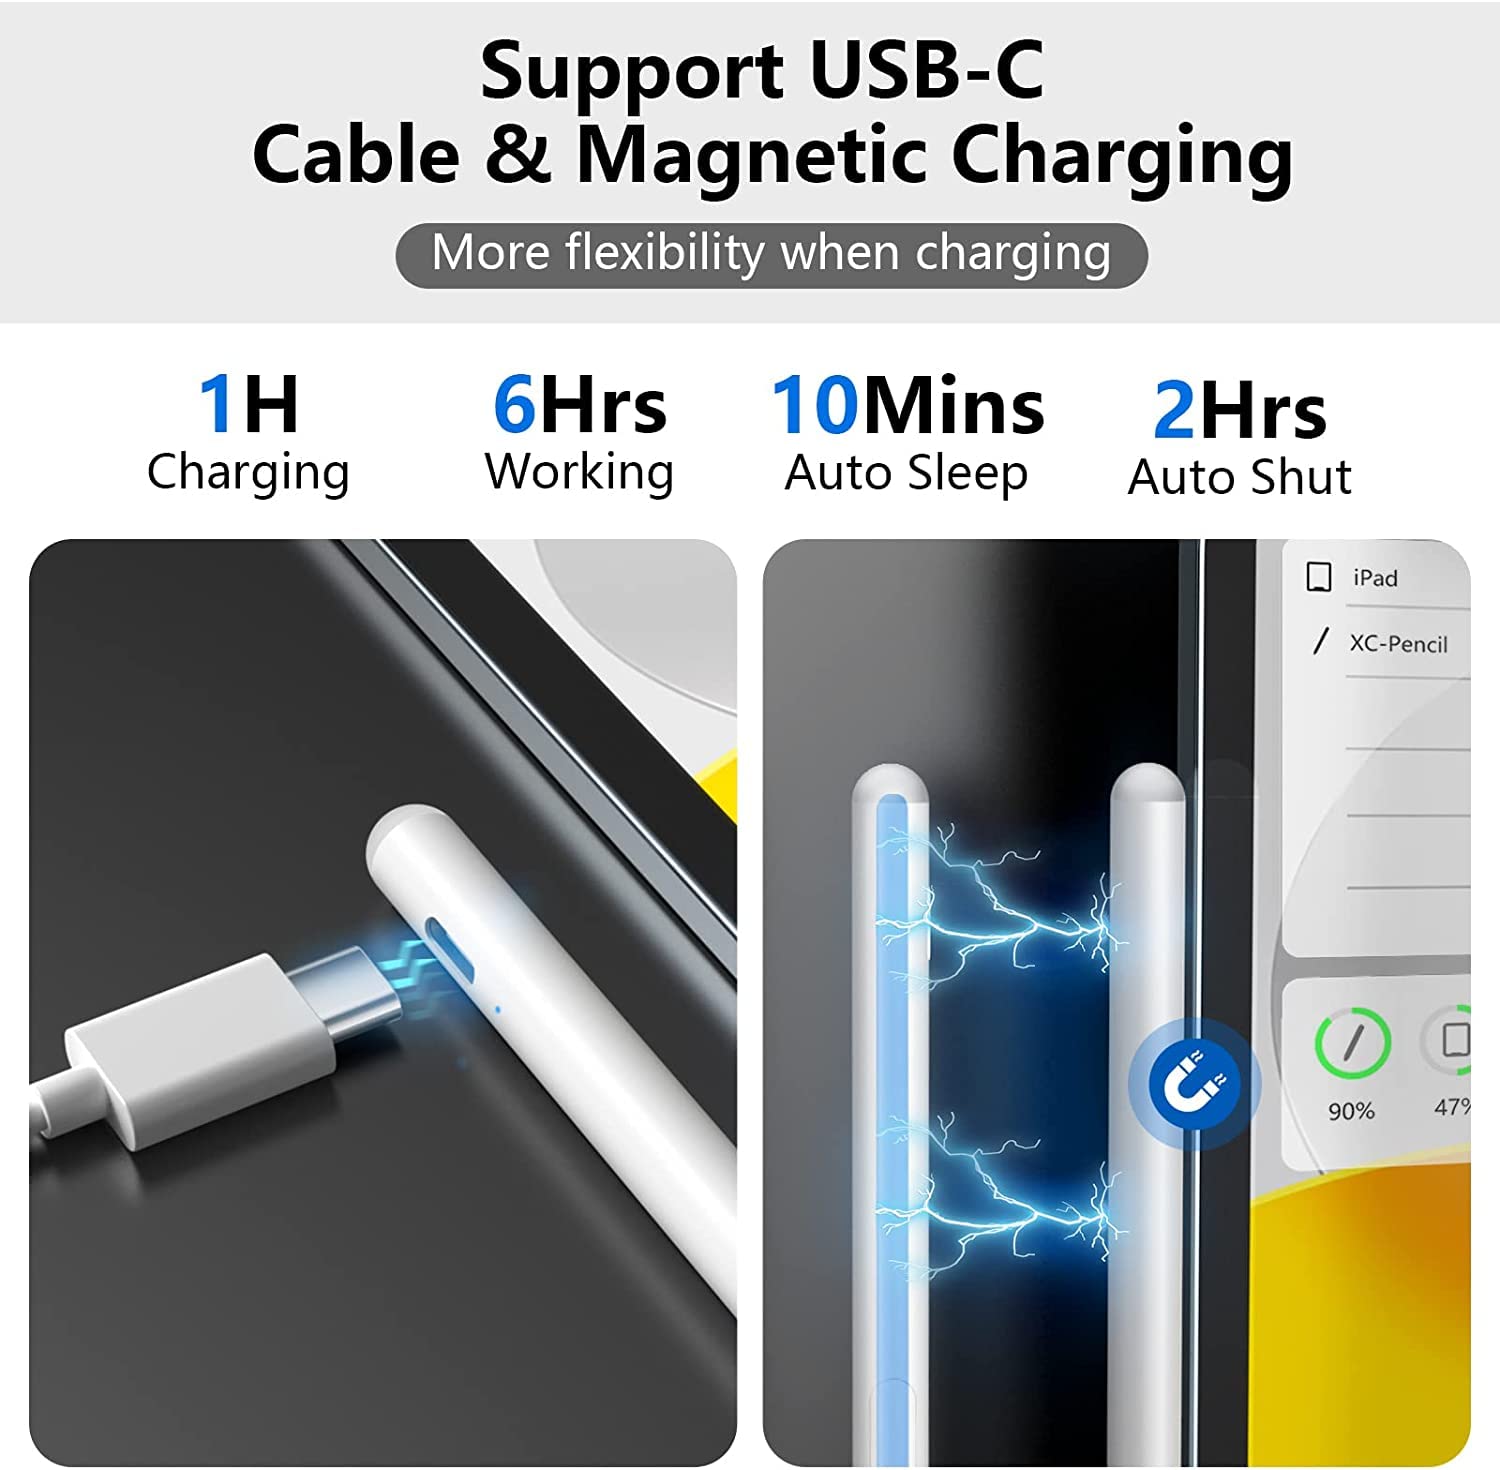 Support USB-C
Cable & Magnetic Charging
More flexibility when charging
1H
Charging
6Hrs
Working
10Mins
Auto Sleep
2Hrs
Auto Shut
iPad
XC-Pencil
90%
47%